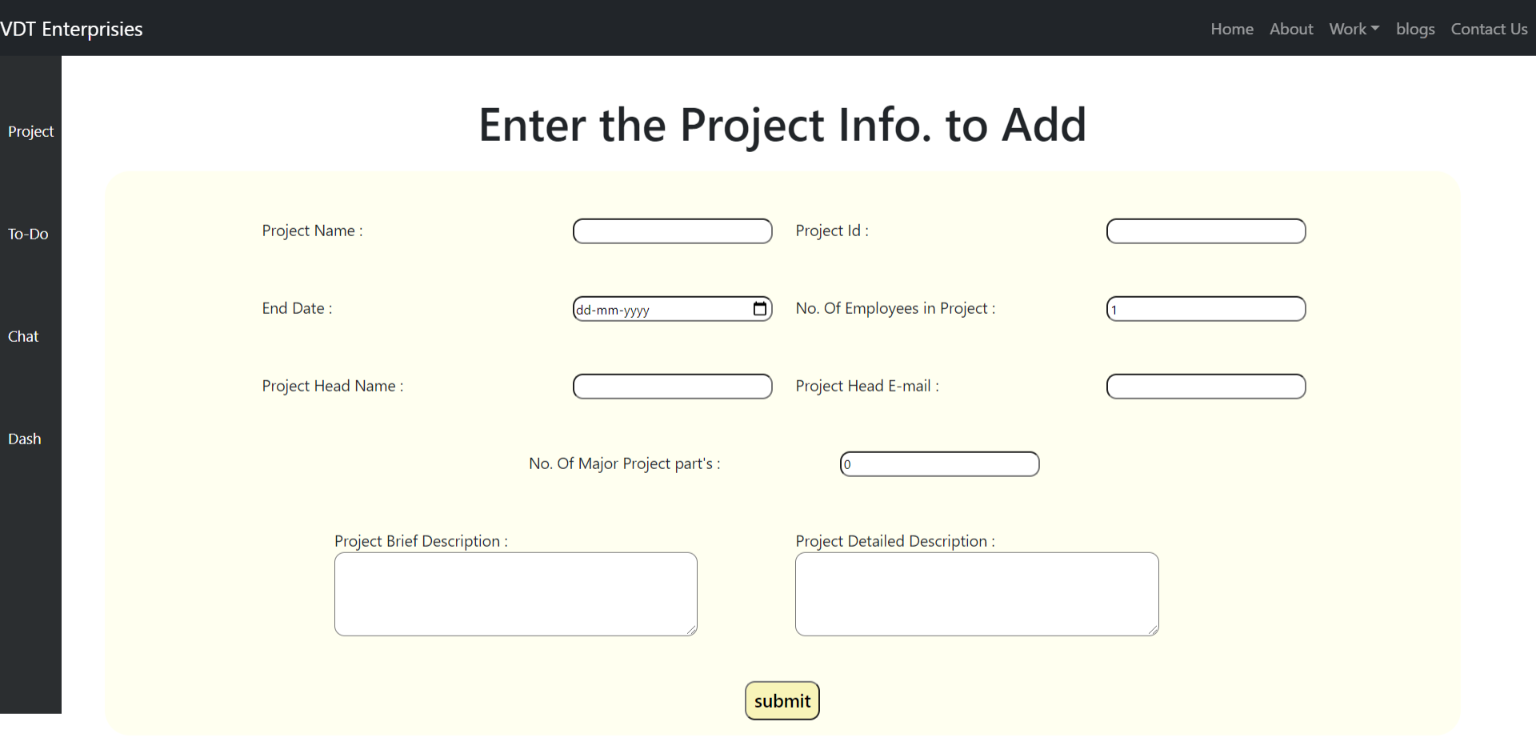 VDT Enterprisies
Home About Work blogs Contact Us
Project
To-Do
Chat
Dash
Enter the Project Info. to Add
Project Name : Project Id :
End Date : dd-mm-yyyy No. Of Employees in Project : 1
Project Head Name : Project Head E-mail :
No. Of Major Project part's : 0
Project Brief Description : Project Detailed Description :
submit